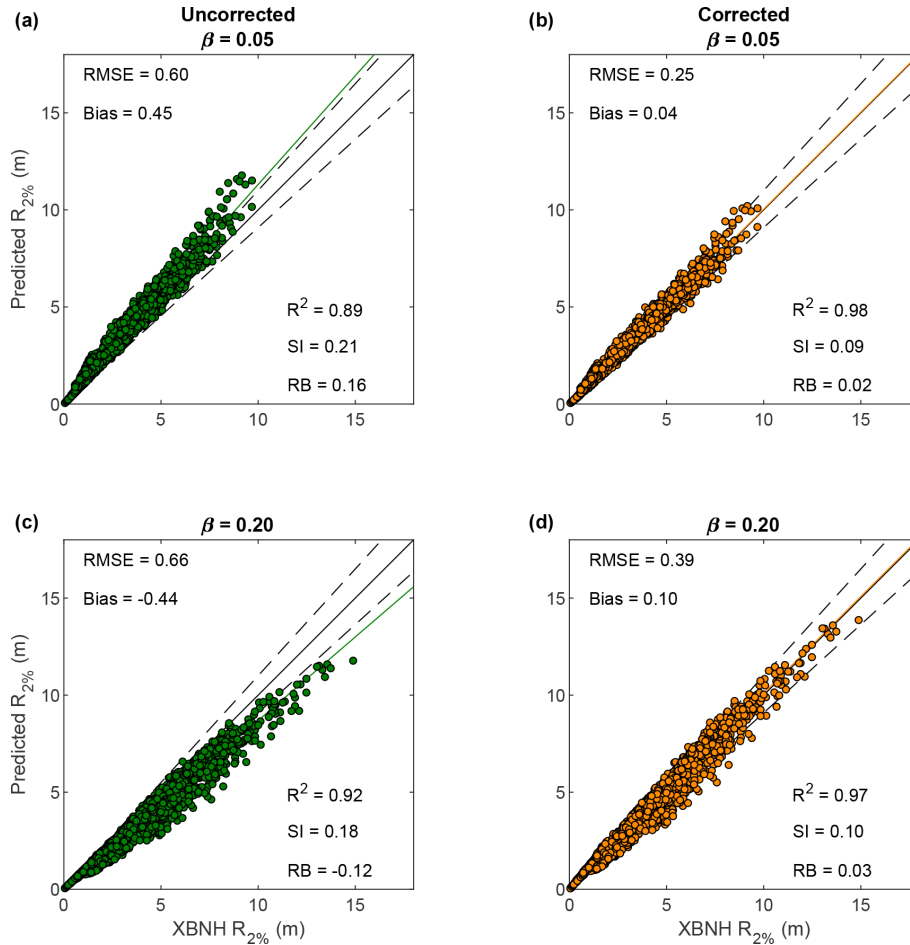 (a)
Uncorrected
β = 0.05
RMSE = 0.60
Bias = 0.45
R² = 0.89
SI = 0.21
RB = 0.16
Predicted R₂% (m)
15
10
5
0
0 5 10 15
(b)
Corrected
β = 0.05
RMSE = 0.25
Bias = 0.04
R² = 0.98
SI = 0.09
RB = 0.02
15
10
5
0
0 5 10 15
(c)
β = 0.20
RMSE = 0.66
Bias = -0.44
R² = 0.92
SI = 0.18
RB = -0.12
Predicted R₂% (m)
15
10
5
0
0 5 10 15
XBNH R₂% (m)
(d)
β = 0.20
RMSE = 0.39
Bias = 0.10
R² = 0.97
SI = 0.10
RB = 0.03
15
10
5
0
0 5 10 15
XBNH R₂% (m)